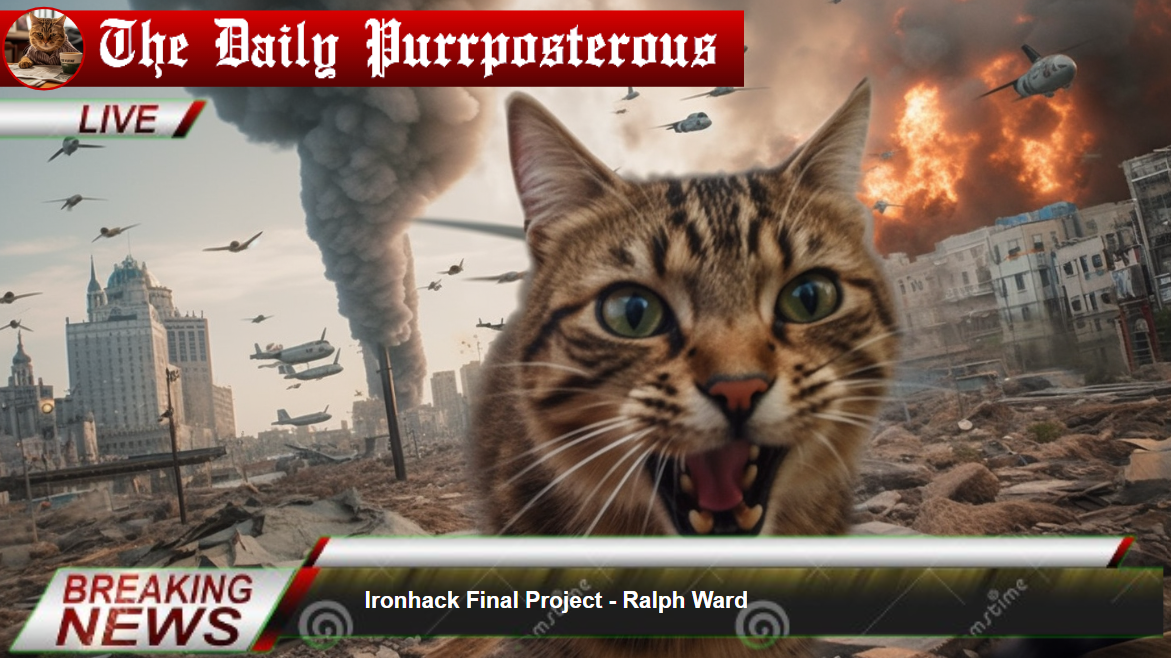 The Daily Purrposterous
LIVE
BREAKING
NEWS
Ironhack Final Project - Ralph Ward